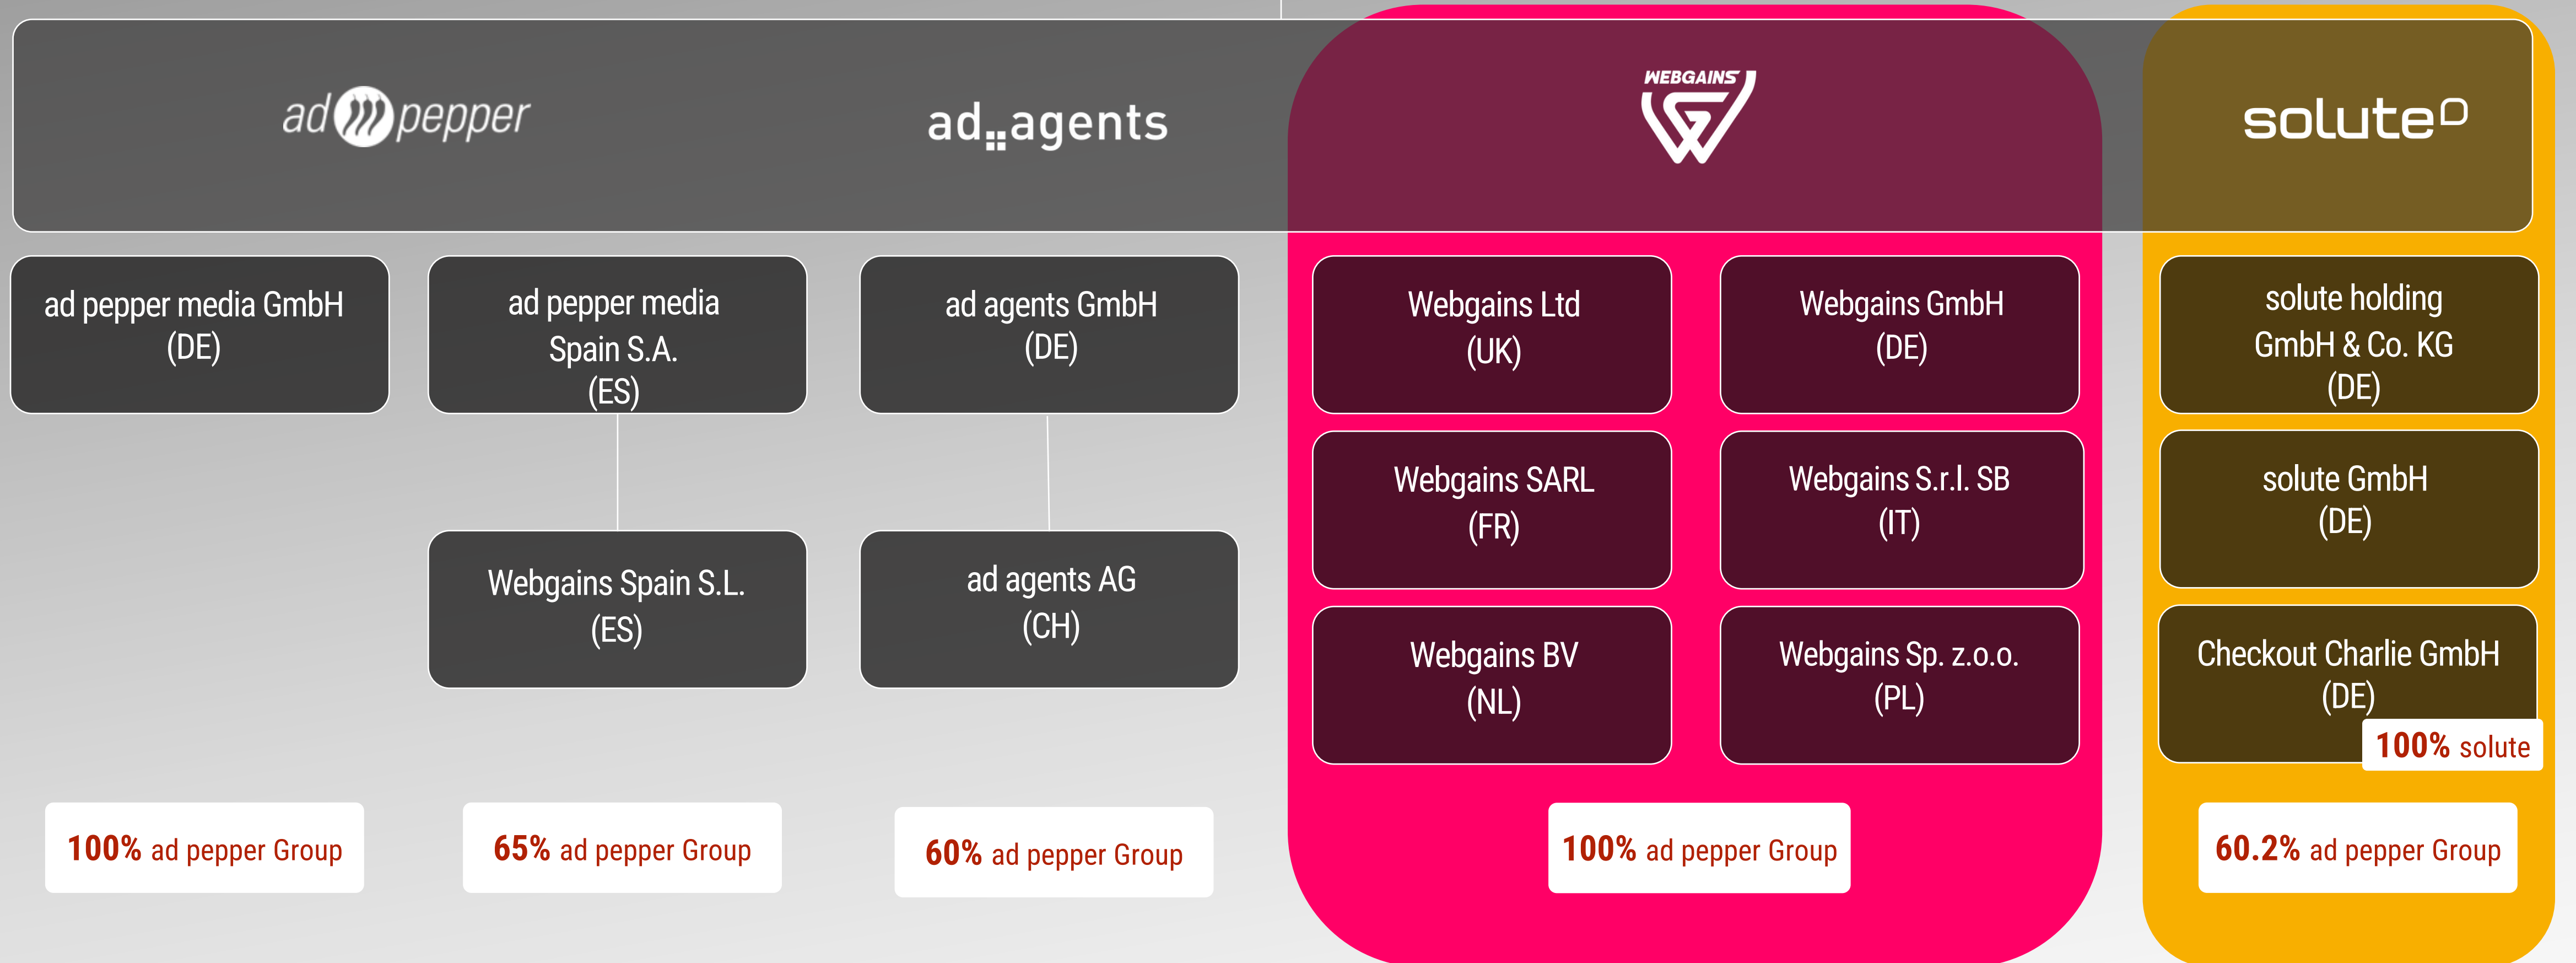 ad pepper
ad agents
WEBGAINS
solute
ad pepper media GmbH
(DE)
ad pepper media
Spain S.A.
(ES)
Webgains Spain S.L.
(ES)
ad agents GmbH
(DE)
ad agents AG
(CH)
Webgains Ltd
(UK)
Webgains GmbH
(DE)
Webgains SARL
(FR)
Webgains S.r.l. SB
(IT)
Webgains BV
(NL)
Webgains Sp. z.o.o.
(PL)
solute holding
GmbH & Co. KG
(DE)
solute GmbH
(DE)
Checkout Charlie GmbH
(DE)
100% solute
100% ad pepper Group
65% ad pepper Group
60% ad pepper Group
100% ad pepper Group
60.2% ad pepper Group